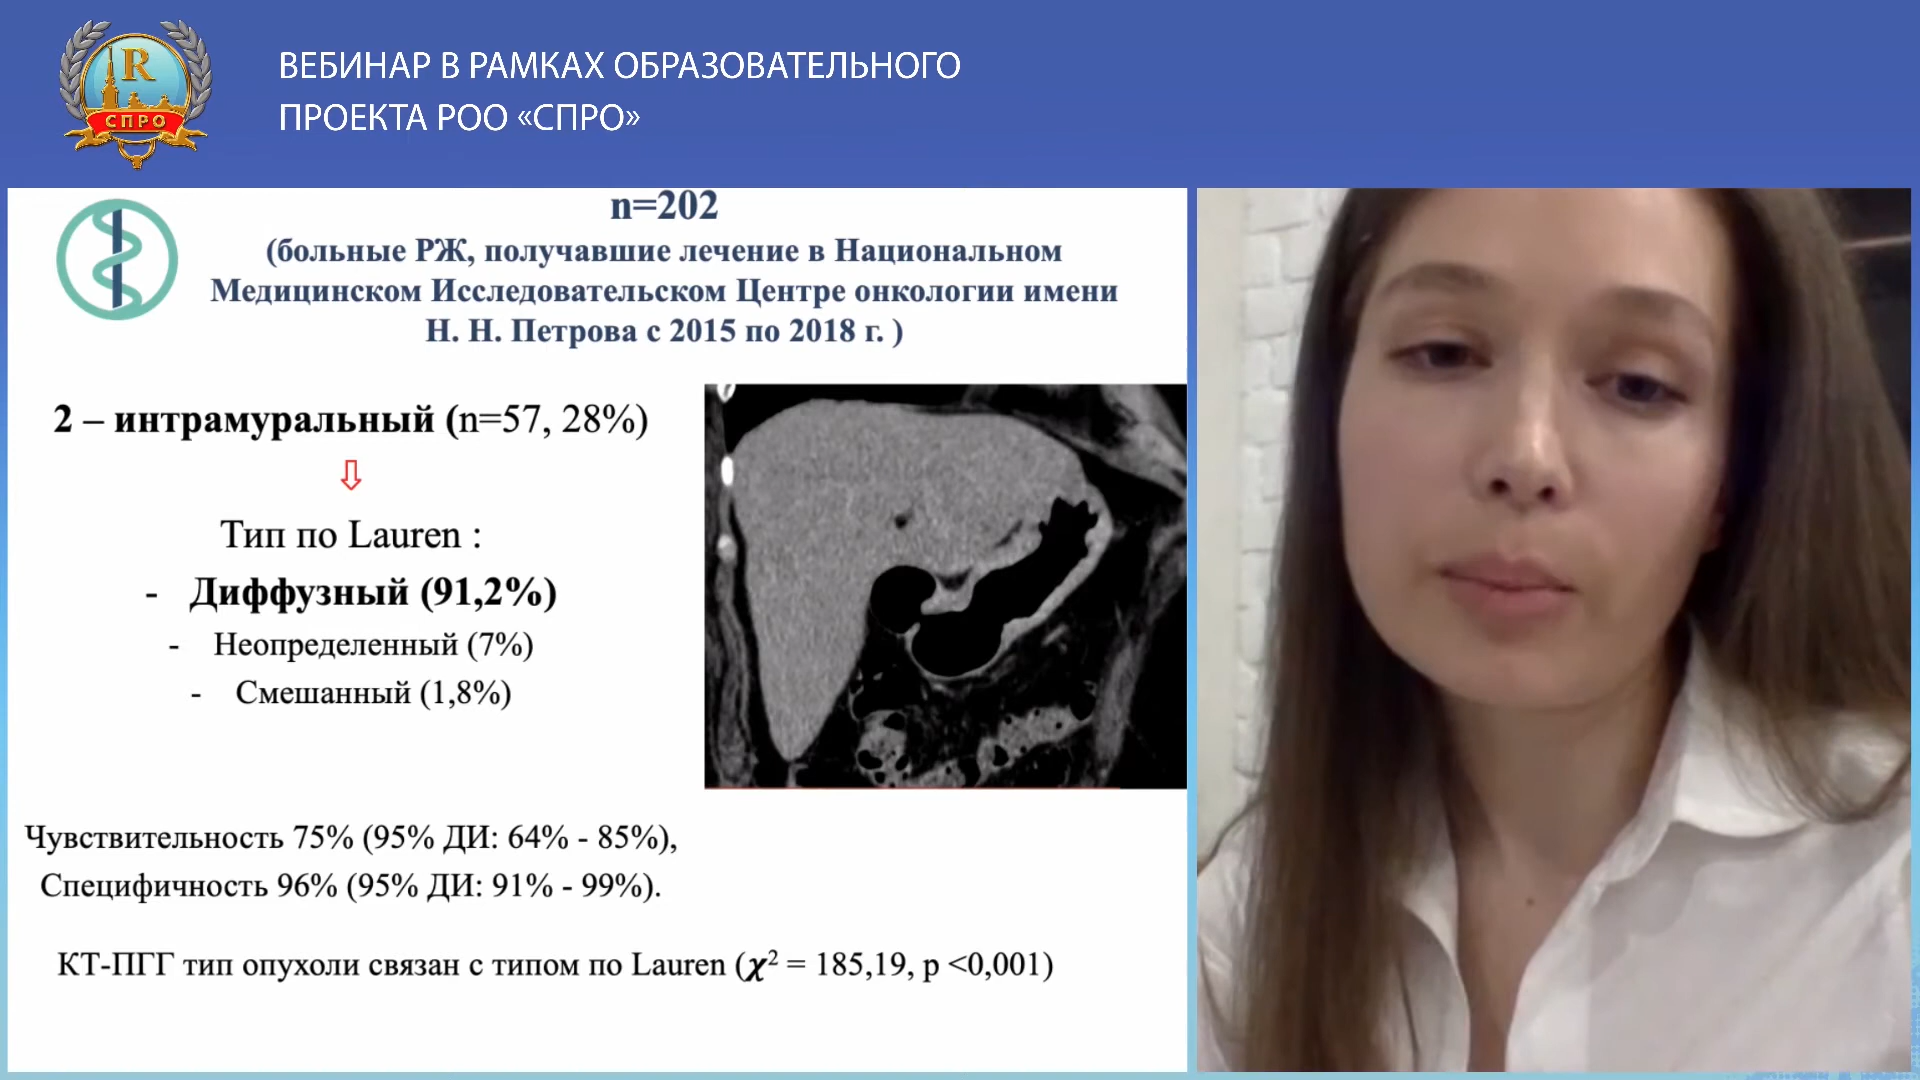 R
СПРО
ВЕБИНАР В РАМКАХ ОБРАЗОВАТЕЛЬНОГО
ПРОЕКТА РОО «СПРО»
n=202
(больные РЖ, получавшие лечение в Национальном
Медицинском Исследовательском Центре онкологии имени
Н. Н. Петрова с 2015 по 2018 г. )
2 – интрамуральный (n=57, 28%)
Тип по Lauren :
- Диффузный (91,2%)
- Неопределенный (7%)
- Смешанный (1,8%)
Чувствительность 75% (95% ДИ: 64% - 85%),
Специфичность 96% (95% ДИ: 91% - 99%).
КТ-ПГГ тип опухоли связан с типом по Lauren (χ² = 185,19, p <0,001)